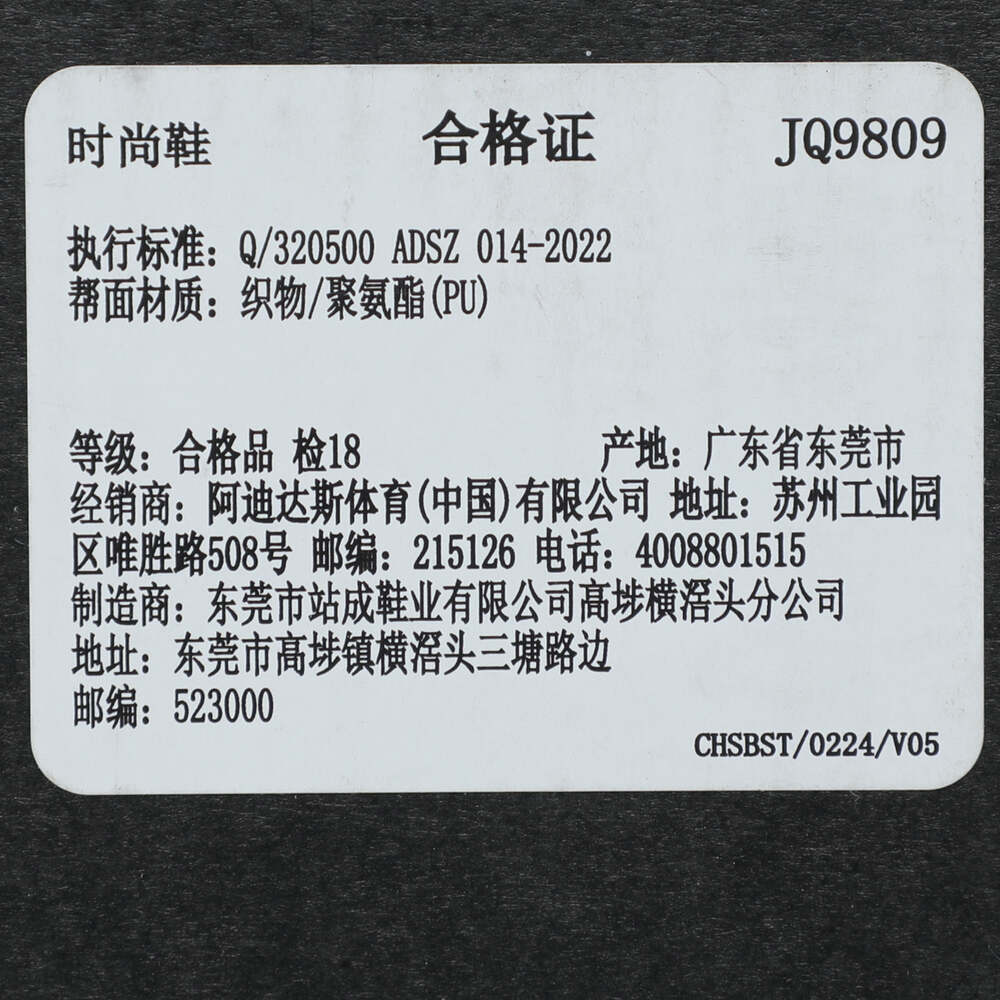 时尚鞋 合格证 JQ9809
执行标准：Q/320500 ADSZ 014-2022
帮面材质：织物/聚氨酯(PU)
等级：合格品 检18 产地：广东省东莞市
经销商：阿迪达斯体育(中国)有限公司 地址：苏州工业园
区唯胜路508号 邮编：215126 电话：4008801515
制造商：东莞市站成鞋业有限公司高埗横滘头分公司
地址：东莞市高埗镇横滘头三塘路边
邮编：523000
CHSBST/0224/V05